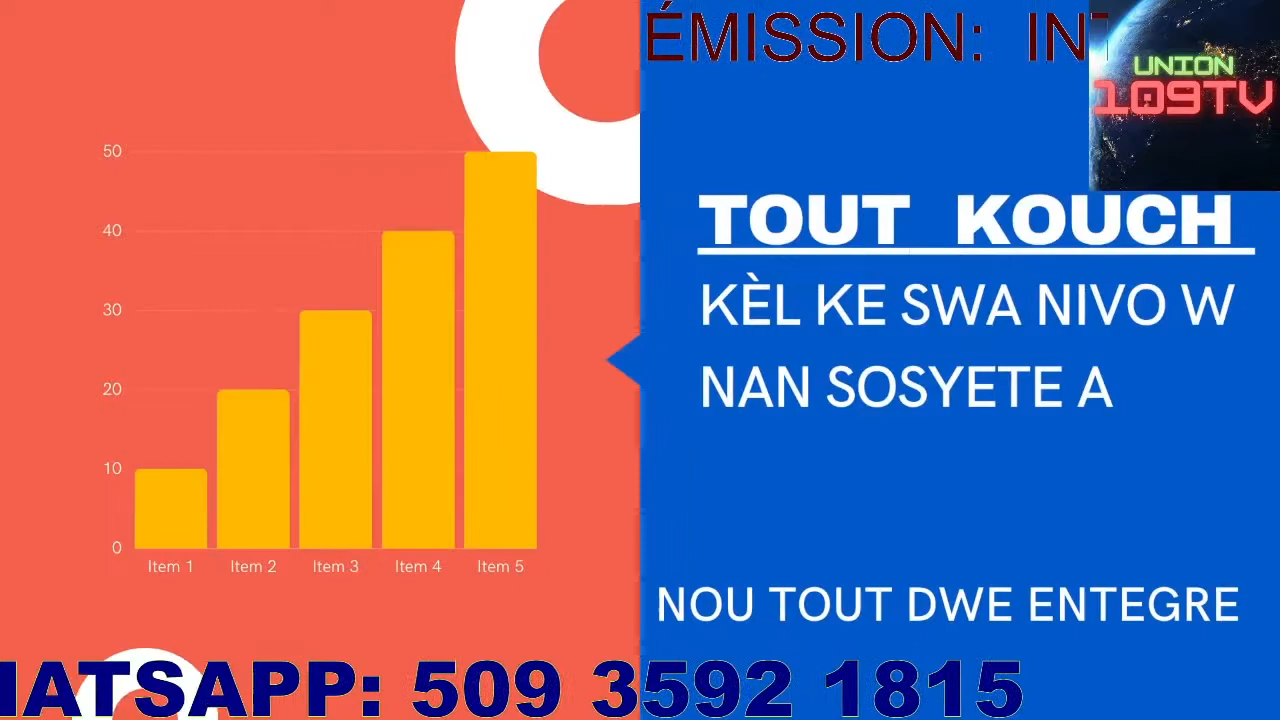 ÉMISSION: IN
UNION
109TV
TOUT KOUCH
KÈL KE SWA NIVO W
NAN SOSYETE A
NOU TOUT DWE ENTEGRE
50
40
30
20
10
0
Item 1 Item 2 Item 3 Item 4 Item 5
IATSAPP: 509 3592 1815